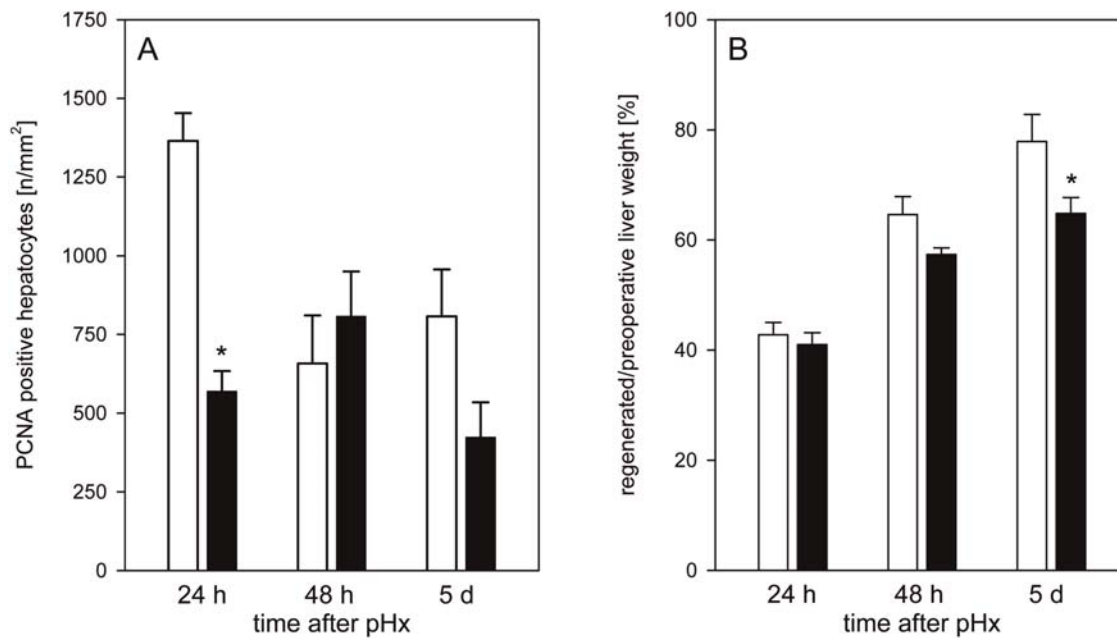 A
PCNA positive hepatocytes [n/mm²]
1750
1500
1250
1000
750
500
250
0
*
24 h 48 h 5 d
time after pHx
B
regenerated/preoperative liver weight [%]
100
80
60
40
20
0
*
24 h 48 h 5 d
time after pHx